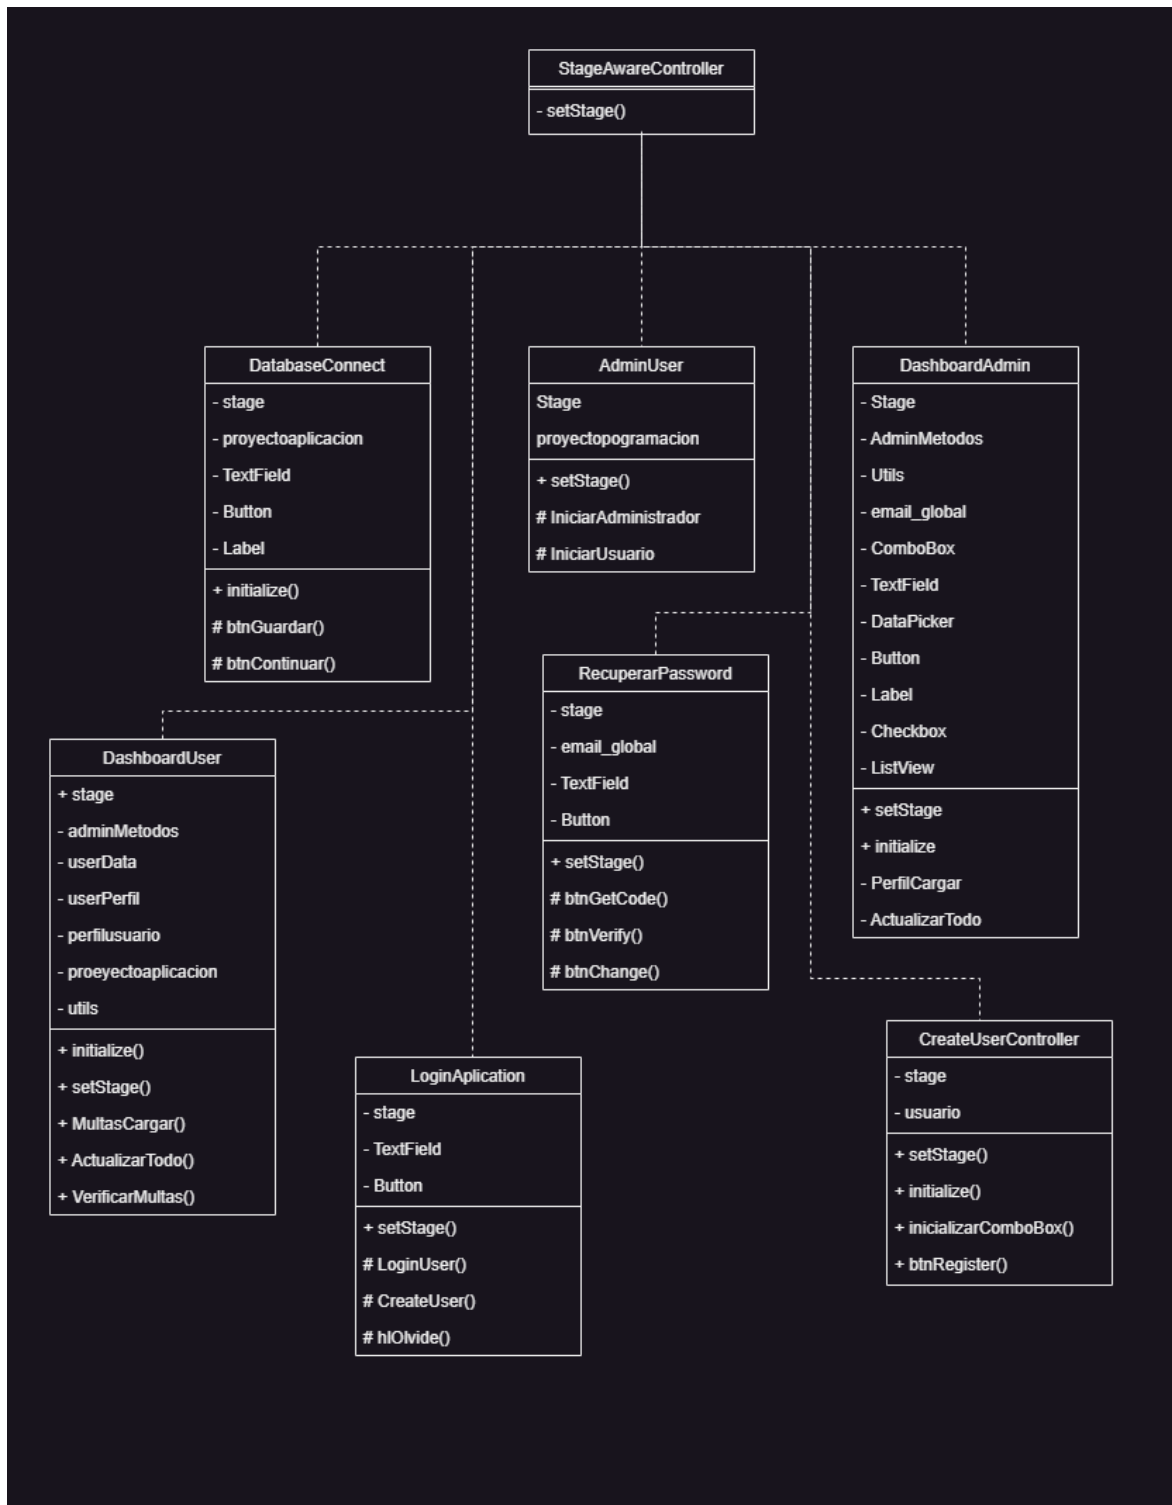 StageAwareController
- setStage()
DatabaseConnect
- stage
- proyectoaplicacion
- TextField
- Button
- Label
+ initialize()
# btnGuardar()
# btnContinuar()
AdminUser
Stage
proyectopogramacion
+ setStage()
# IniciarAdministrador
# IniciarUsuario
DashboardAdmin
- Stage
- AdminMetodos
- Utils
- email_global
- ComboBox
- TextField
- DataPicker
- Button
- Label
- Checkbox
- ListView
+ setStage
+ initialize
- PerfilCargar
- ActualizarTodo
RecuperarPassword
- stage
- email_global
- TextField
- Button
+ setStage()
# btnGetCode()
# btnVerify()
# btnChange()
DashboardUser
+ stage
- adminMetodos
- userData
- userPerfil
- perfilusuario
- proeyectoaplicacion
- utils
+ initialize()
+ setStage()
+ MultasCargar()
+ ActualizarTodo()
+ VerificarMultas()
LoginAplication
- stage
- TextField
- Button
+ setStage()
# LoginUser()
# CreateUser()
# hlOlvide()
CreateUserController
- stage
- usuario
+ setStage()
+ initialize()
+ inicializarComboBox()
+ btnRegister()